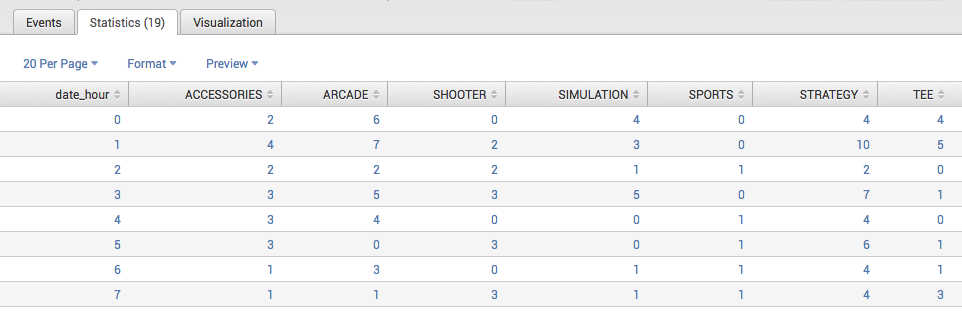 Events Statistics (19) Visualization
20 Per Page Format Preview
date_hour ACCESSORIES ARCADE SHOOTER SIMULATION SPORTS STRATEGY TEE
0 2 6 0 4 0 4 4
1 4 7 2 3 0 10 5
2 2 2 2 1 1 2 0
3 3 5 3 5 0 7 1
4 3 4 0 0 1 4 0
5 3 0 3 0 1 6 1
6 1 3 0 1 1 4 1
7 1 1 3 1 1 4 3